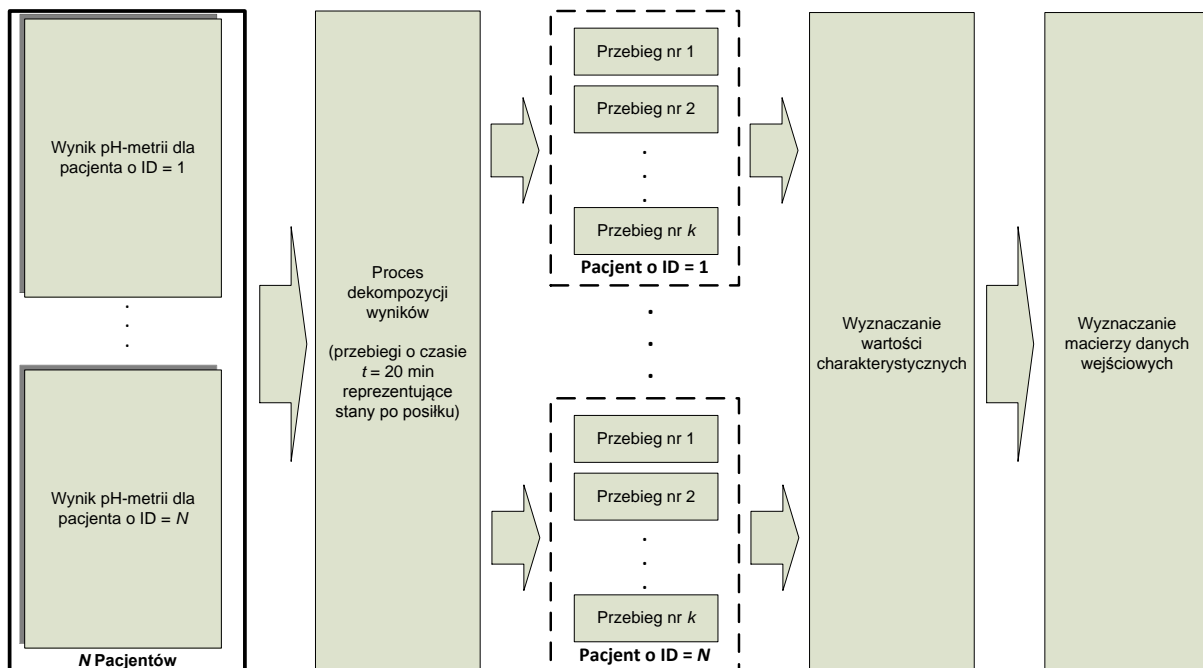 Wynik pH-metrii dla
pacjenta o ID = 1
Wynik pH-metrii dla
pacjenta o ID = N
N Pacjentów
Proces
dekompozycji
wyników
(przebiegi o czasie
t = 20 min
reprezentujące
stany po posiłku)
Przebieg nr 1
Przebieg nr 2
Przebieg nr k
Pacjent o ID = 1
Przebieg nr 1
Przebieg nr 2
Przebieg nr k
Pacjent o ID = N
Wyznaczanie
wartości
charakterystycznych
Wyznaczanie
macierzy danych
wejściowych